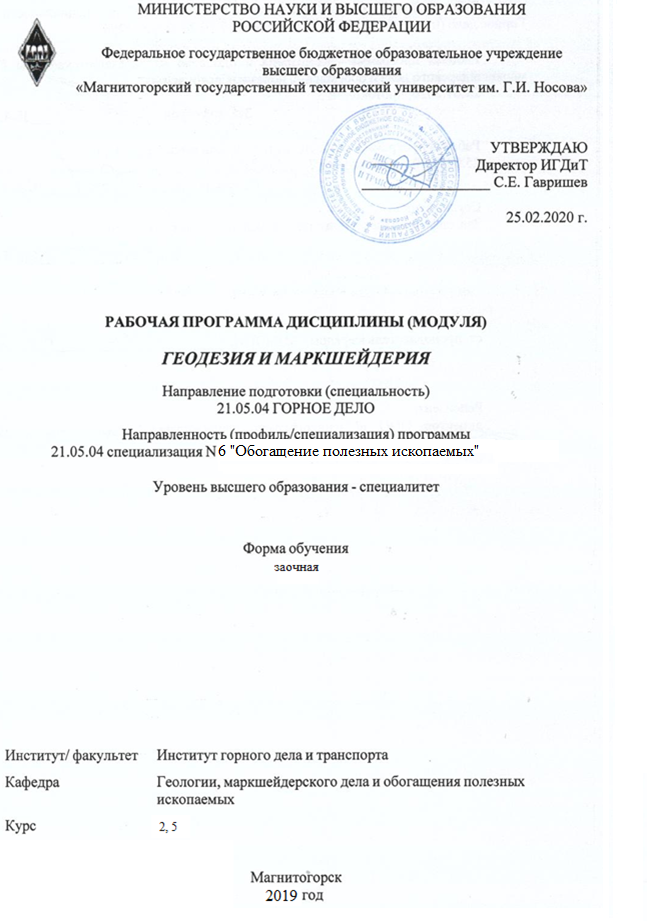 МИНИСТЕРСТВО НАУКИ И ВЫСШЕГО ОБРАЗОВАНИЯ
РОССИЙСКОЙ ФЕДЕРАЦИИ
Федеральное государственное бюджетное образовательное учреждение
высшего образования
«Магнитогорский государственный технический университет им. Г.И. Носова»
УТВЕРЖДАЮ
Директор ИГДиТ
С.Е. Гавришев
25.02.2020 г.
РАБОЧАЯ ПРОГРАММА ДИСЦИПЛИНЫ (МОДУЛЯ)
ГЕОДЕЗИЯ И МАРКШЕЙДЕРИЯ
Направление подготовки (специальность)
21.05.04 ГОРНОЕ ДЕЛО
Направленность (профиль/специализация) программы
21.05.04 специализация N6 "Обогащение полезных ископаемых"
Уровень высшего образования - специалитет
Форма обучения
заочная
Институт/ факультет Институт горного дела и транспорта
Кафедра Геологии, маркшейдерского дела и обогащения полезных
ископаемых
Курс 2, 5
Магнитогорск
2019 год